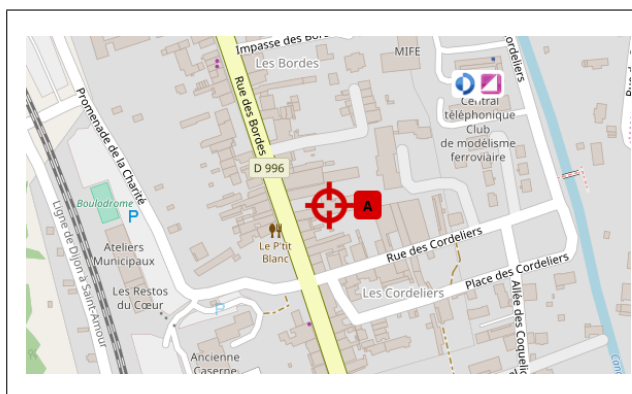 Impasse des Bordes
Les Bordes
MIFE
Cordeliers
Rue des Bordes
Promenade de la Charité
Central
téléphonique
Club
de modélisme
ferroviaire
D 996
Boulodrome
P
A
Ligne de Dijon à Saint-Amour
Le P'tit
Blanc
Ateliers
Municipaux
Rue des Cordeliers
Place des Cordeliers
Les Restos
du Cœur
P
Les Cordeliers
Allée des Coquelic
Ancienne
Caserne
Cana